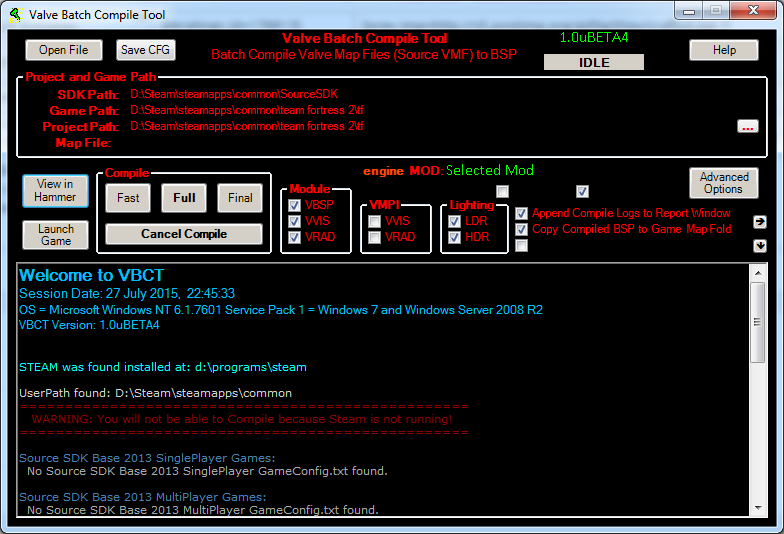 Valve Batch Compile Tool
Open File
Save CFG
Valve Batch Compile Tool
Batch Compile Valve Map Files (Source VMF) to BSP
1.0uBETA4
IDLE
Help
Project and Game Path
SDK Path: D:\Steam\steamapps\common\SourceSDK
Game Path: D:\Steam\steamapps\common\team fortress 2\tf
Project Path: D:\Steam\steamapps\common\team fortress 2\tf
...
Map File:
View in
Hammer
Launch
Game
Compile
Fast
Full
Final
Cancel Compile
engine MOD: Selected Mod
Module
VBSP
VVIS
VRAD
VMPI
VVIS
VRAD
Lighting
LDR
HDR
Advanced
Options
Append Compile Logs to Report Window
Copy Compiled BSP to Game Map Fold
Welcome to VBCT
Session Date: 27 July 2015, 22:45:33
OS = Microsoft Windows NT 6.1.7601 Service Pack 1 = Windows 7 and Windows Server 2008 R2
VBCT Version: 1.0uBETA4
STEAM was found installed at: d:\programs\steam
UserPath found: D:\Steam\steamapps\common
==================================================
WARNING: You will not be able to Compile because Steam is not running!
==================================================
Source SDK Base 2013 SinglePlayer Games:
No Source SDK Base 2013 SinglePlayer GameConfig.txt found.
Source SDK Base 2013 MultiPlayer Games:
No Source SDK Base 2013 MultiPlayer GameConfig.txt found.